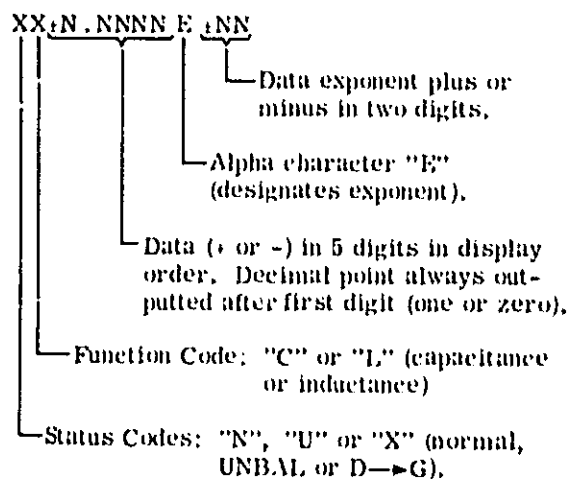 XX±N.NNNN E ±NN
Data exponent plus or
minus in two digits.
Alpha character "E"
(designates exponent).
Data (+ or -) in 5 digits in display
order. Decimal point always out-
putted after first digit (one or zero).
Function Code: "C" or "L" (capacitance
or inductance)
Status Codes: "N", "U" or "X" (normal,
UNBAL or D→G).